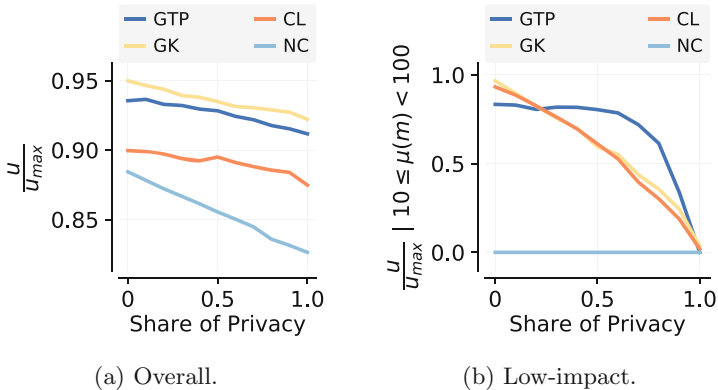 GTP CL
GK NC
0.95
0.90
0.85
u
u_max
0 0.5 1.0
Share of Privacy
(a) Overall.
GTP CL
GK NC
1.0
0.5
0.0
u
u_max | 10 ≤ μ(m) < 100
0 0.5 1.0
Share of Privacy
(b) Low-impact.